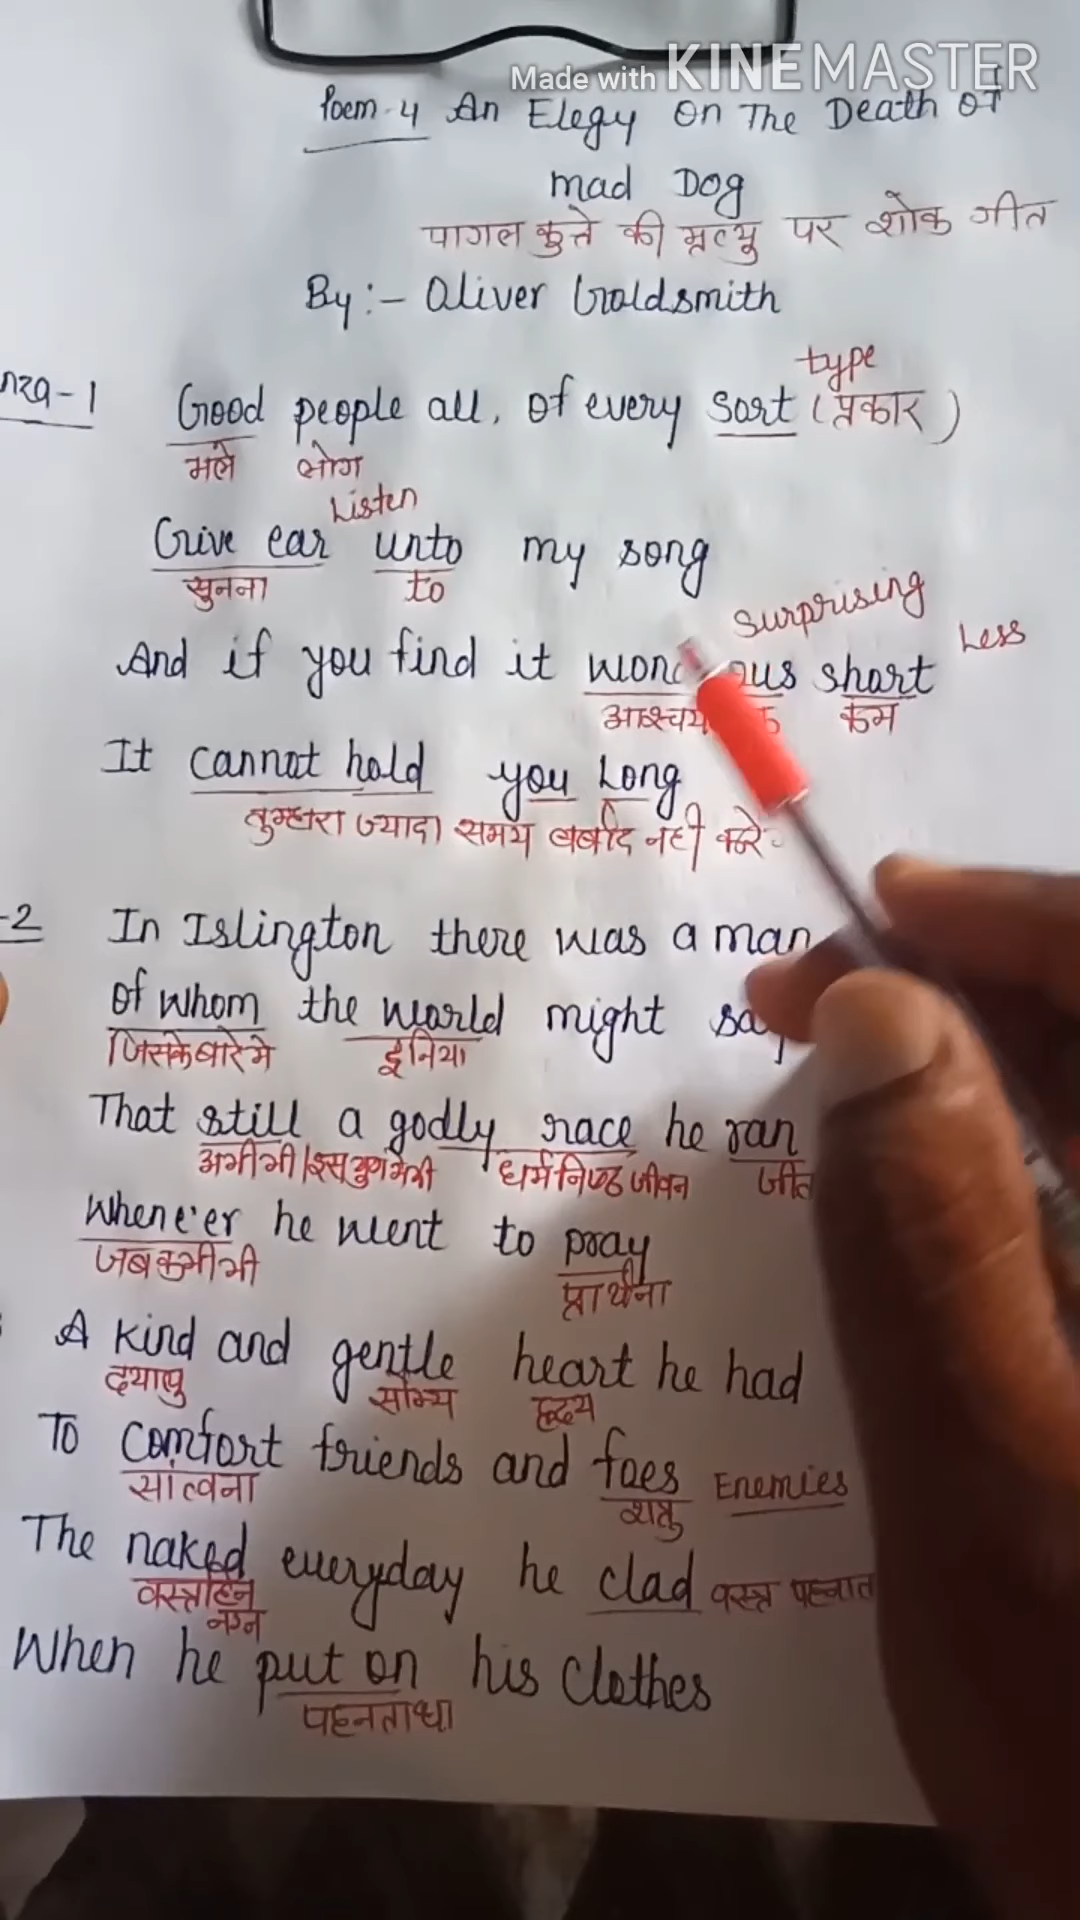 Made with KINEMASTER
Poem-4 An Elegy On The Death Of
mad Dog
पागल कुत्ते की मृत्यु पर शोक गीत
By:- Oliver Goldsmith
nza-1
type
Good people all, of every sort (प्रकार)
भले लोग
Listen
Give ear unto my song
सुनना to
Surprising Less
And if you find it short
कम
It cannot hold you Long
तुम्हारा ज्यादा समय बर्बाद नही करे
-2 In Islington there was a man
of whom the world might
जिसके बारे मे दुनिया
That still a godly race he ran
अभी भी/इस युग मे भी धर्मनिष्ठ जीवन
Whene'er he went to pray
जब कभी भी प्रार्थना
A kind and gentle heart he had
दयालु सौम्य हृदय
To comfort friends and foes Enemies
सांत्वना शत्रु
The naked everyday he clad वस्त्र
वस्त्रहिन
नग्न
When he put on his clothes
पहनता था